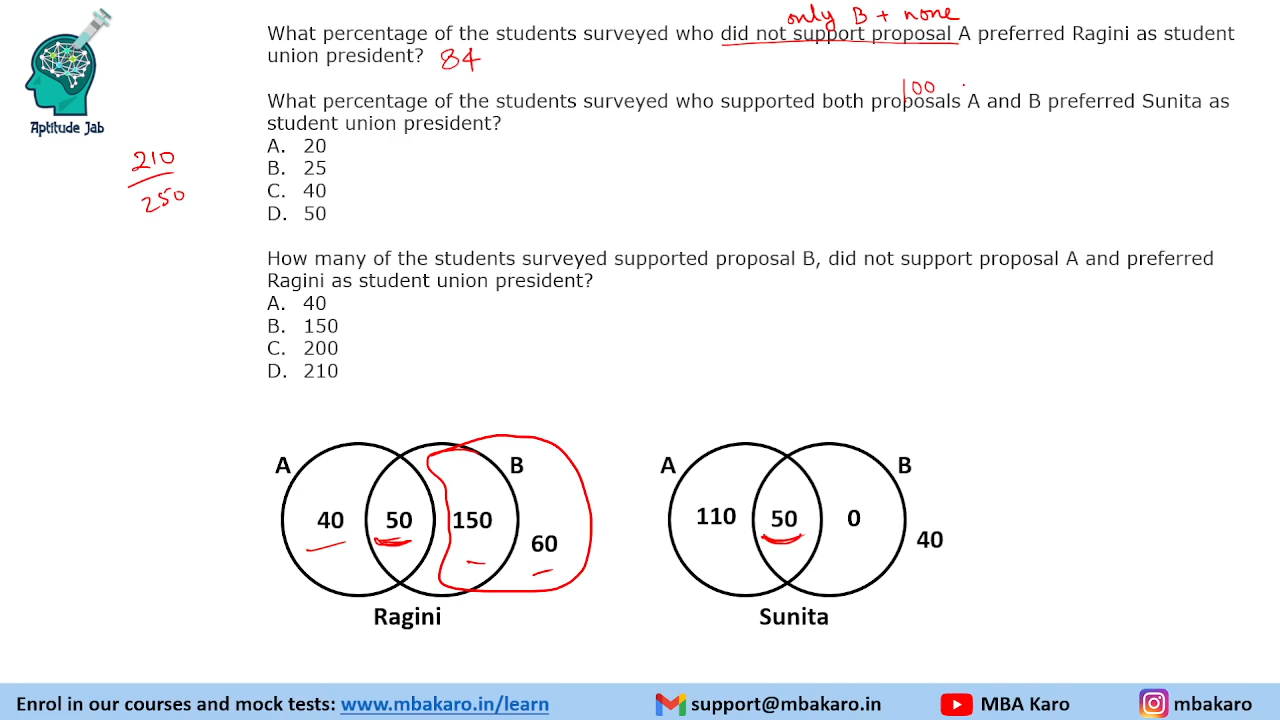 only B + none
What percentage of the students surveyed who did not support proposal A preferred Ragini as student
union president? 84
100
What percentage of the students surveyed who supported both proposals A and B preferred Sunita as
student union president?
A. 20
B. 25
C. 40
D. 50
Aptitude Jab
210
250
How many of the students surveyed supported proposal B, did not support proposal A and preferred
Ragini as student union president?
A. 40
B. 150
C. 200
D. 210
A B
40 50 150
60
Ragini
A B
110 50 0
40
Sunita
Enrol in our courses and mock tests: www.mbakaro.in/learn support@mbakaro.in MBA Karo mbakaro